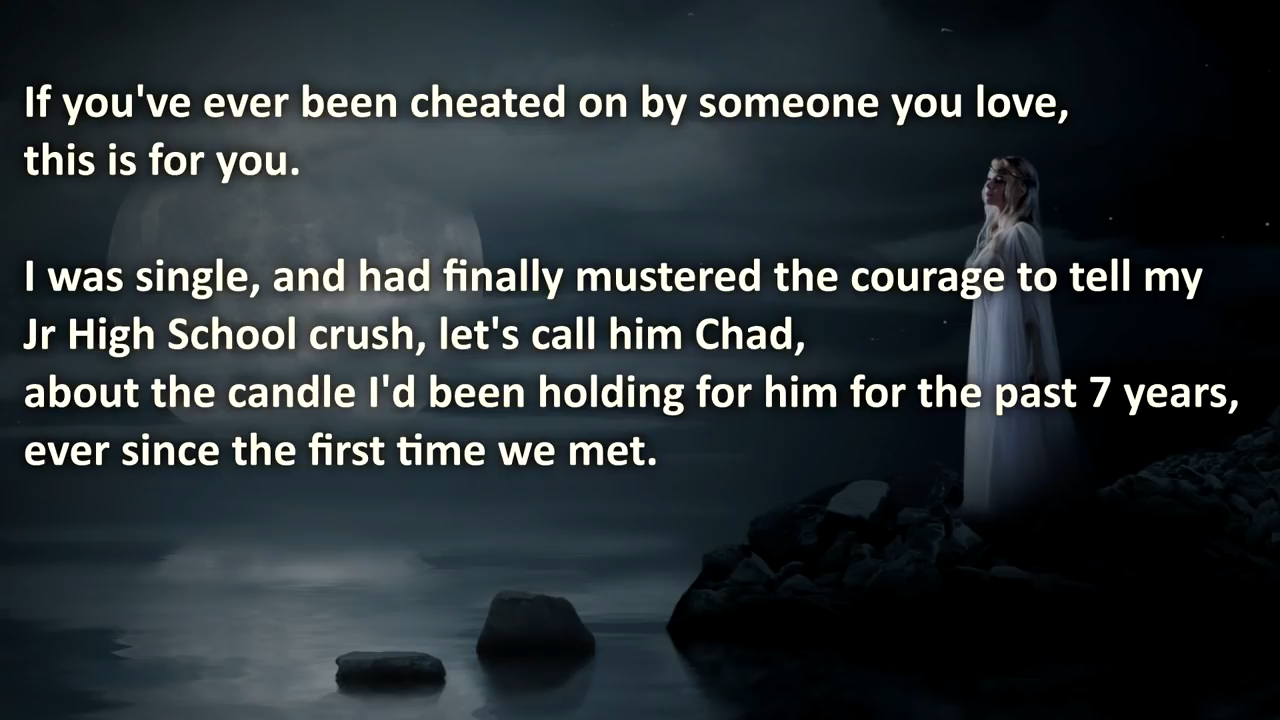 If you've ever been cheated on by someone you love,
this is for you.
I was single, and had finally mustered the courage to tell my
Jr High School crush, let's call him Chad,
about the candle I'd been holding for him for the past 7 years,
ever since the first time we met.